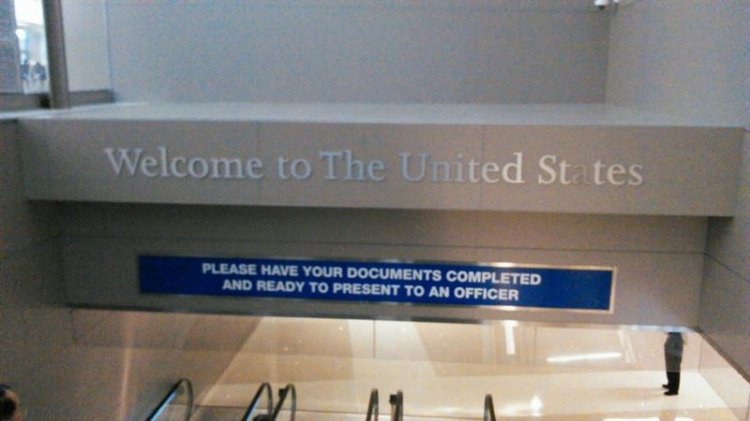 Welcome to The United States
PLEASE HAVE YOUR DOCUMENTS COMPLETED
AND READY TO PRESENT TO AN OFFICER